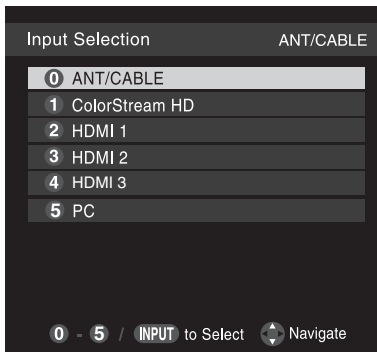 Input Selection ANT/CABLE
0 ANT/CABLE
1 ColorStream HD
2 HDMI 1
3 HDMI 2
4 HDMI 3
5 PC
0 - 5 / INPUT to Select Navigate